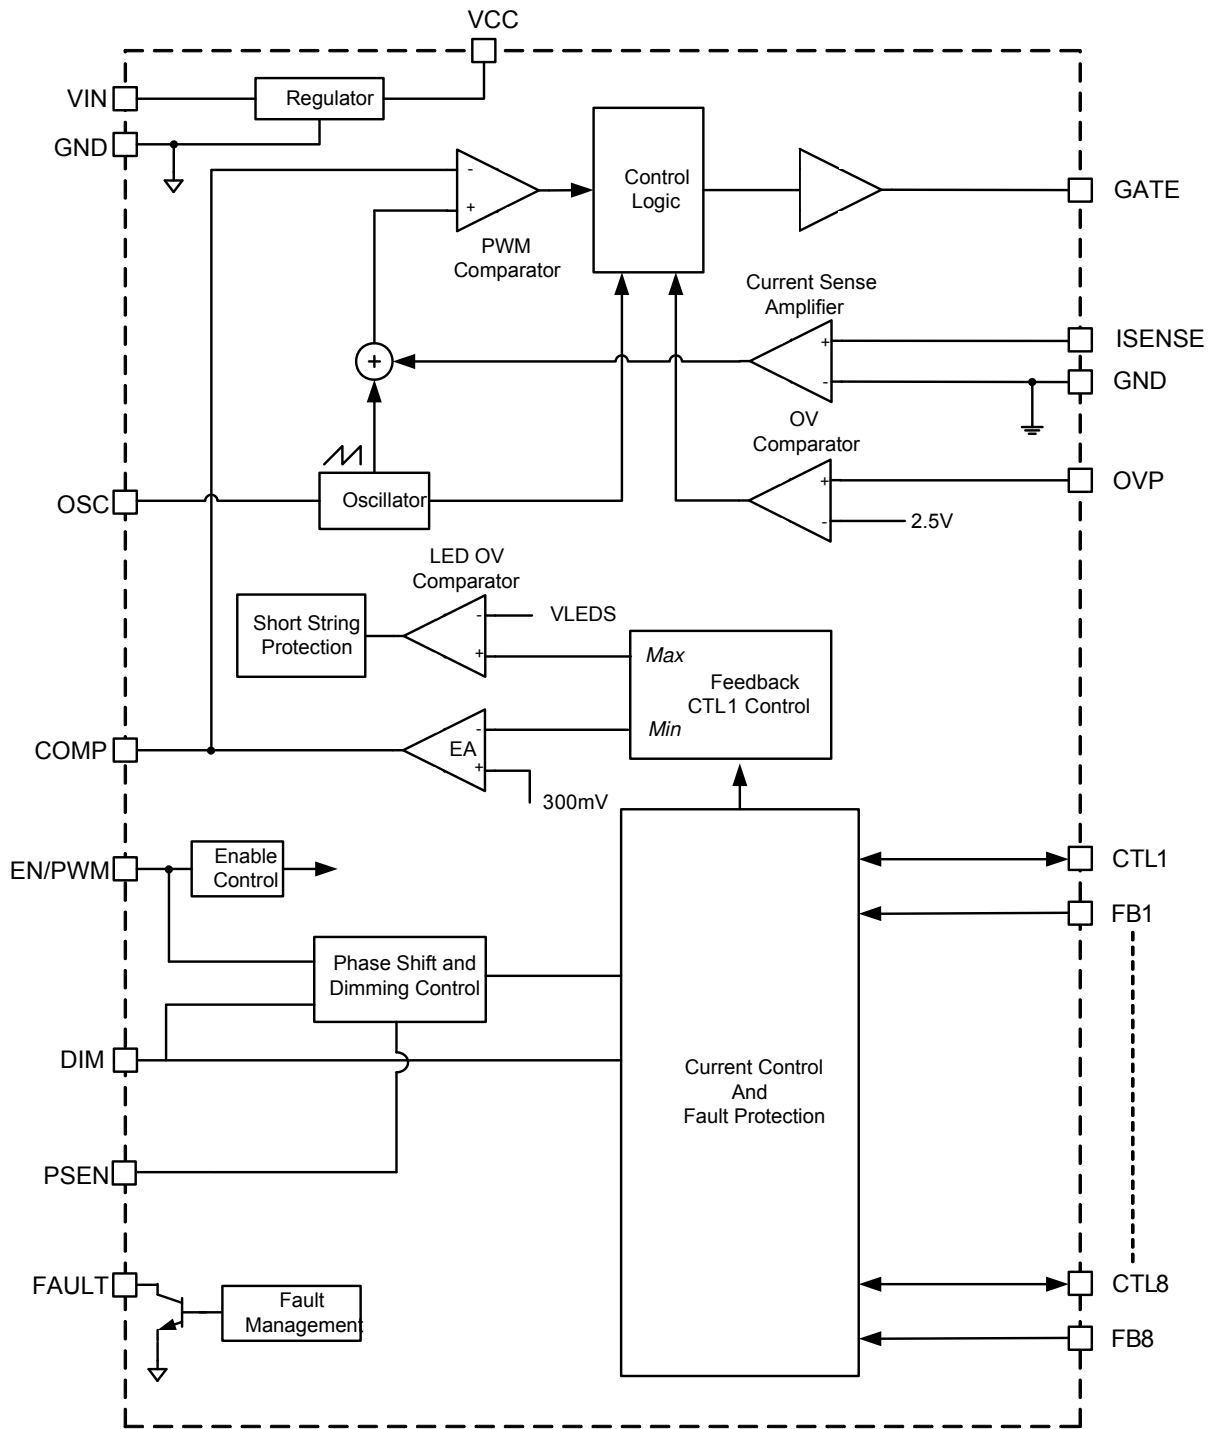 VCC
VIN
Regulator
GND
-
+
PWM
Comparator
Control
Logic
GATE
Current Sense
Amplifier
+
-
ISENSE
GND
+
OV
Comparator
OSC
Oscillator
+
-
2.5V
OVP
LED OV
Comparator
Short String
Protection
-
+
VLEDS
Max
Feedback
CTL1 Control
Min
COMP
EA
-
+
300mV
EN/PWM
Enable
Control
CTL1
FB1
Phase Shift and
Dimming Control
DIM
Current Control
And
Fault Protection
PSEN
FAULT
Fault
Management
CTL8
FB8